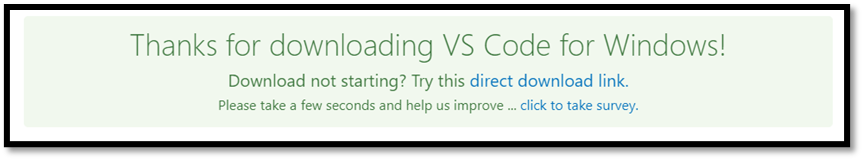 Thanks for downloading VS Code for Windows!
Download not starting? Try this direct download link.
Please take a few seconds and help us improve ... click to take survey.